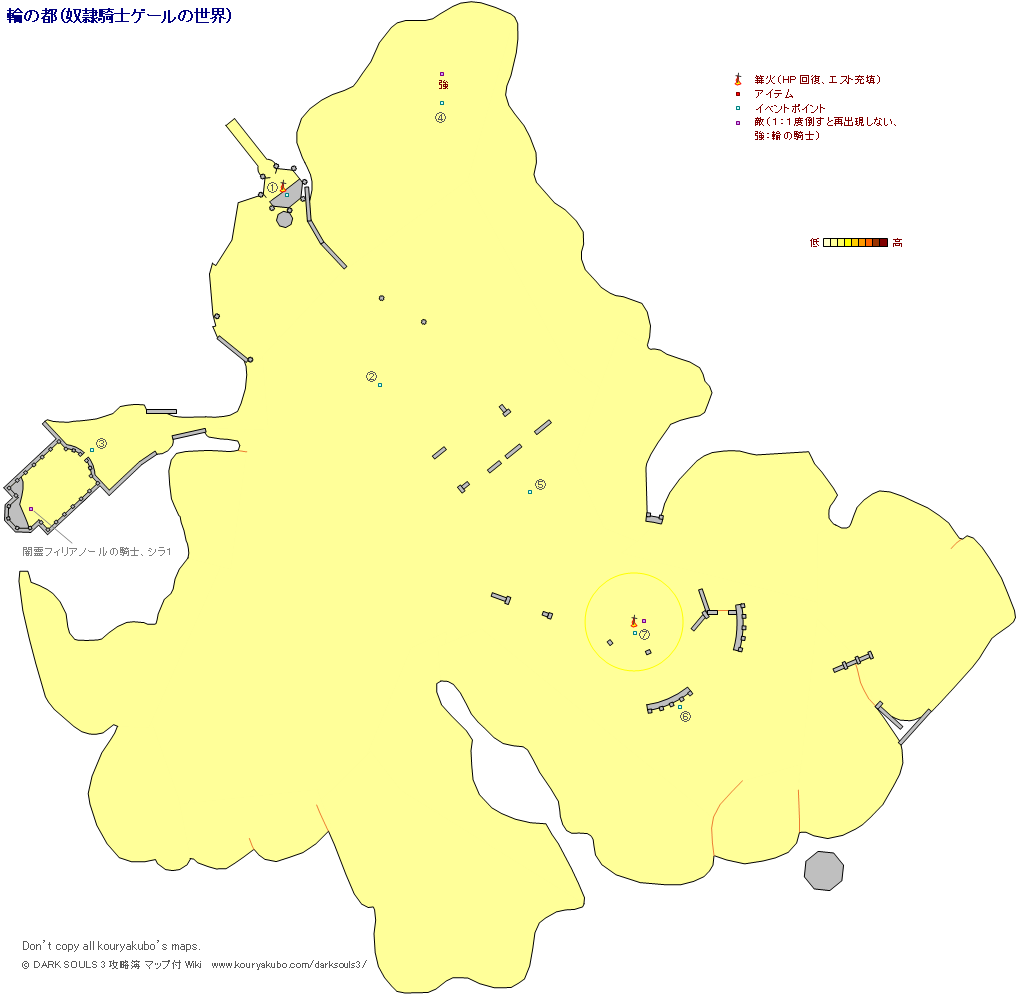 輪の都(奴隷騎士ゲールの世界)
篝火(HP回復、エスト充填)
アイテム
イベントポイント
敵(1:1度倒すと再出現しない、
強:輪の騎士)
強
④
①
低 高
②
③
⑤
闇霊フィリアノールの騎士、シラ1
⑦
⑥
Don't copy all kouryakubo's maps.
© DARK SOULS 3 攻略簿 マップ付 Wiki www.kouryakubo.com/darksouls3/